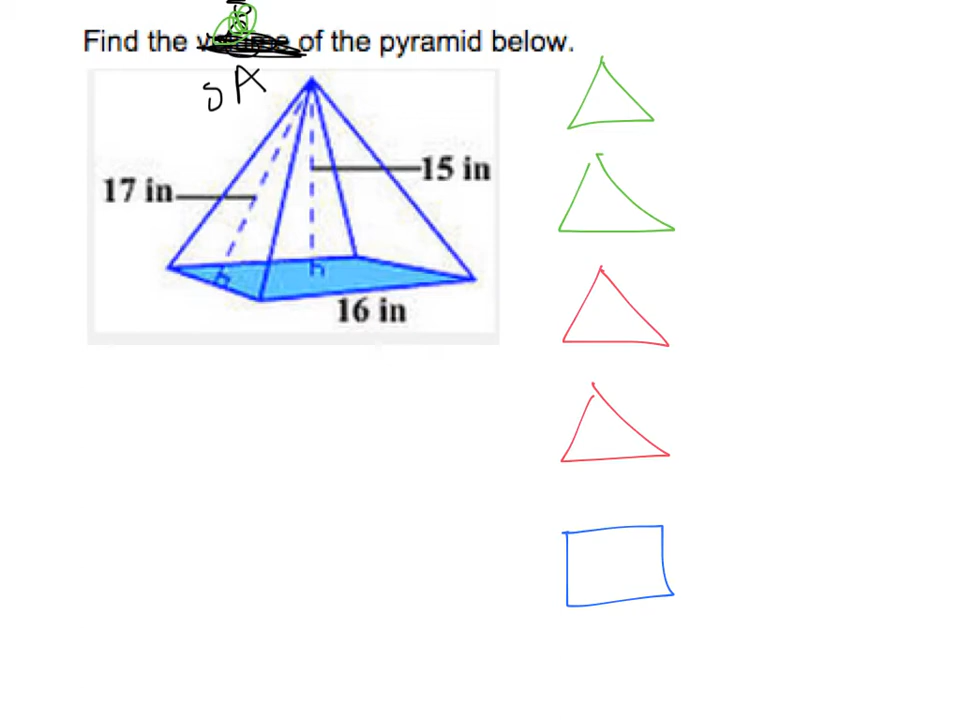 Find the of the pyramid below.
SA
17 in
15 in
h
h
16 in